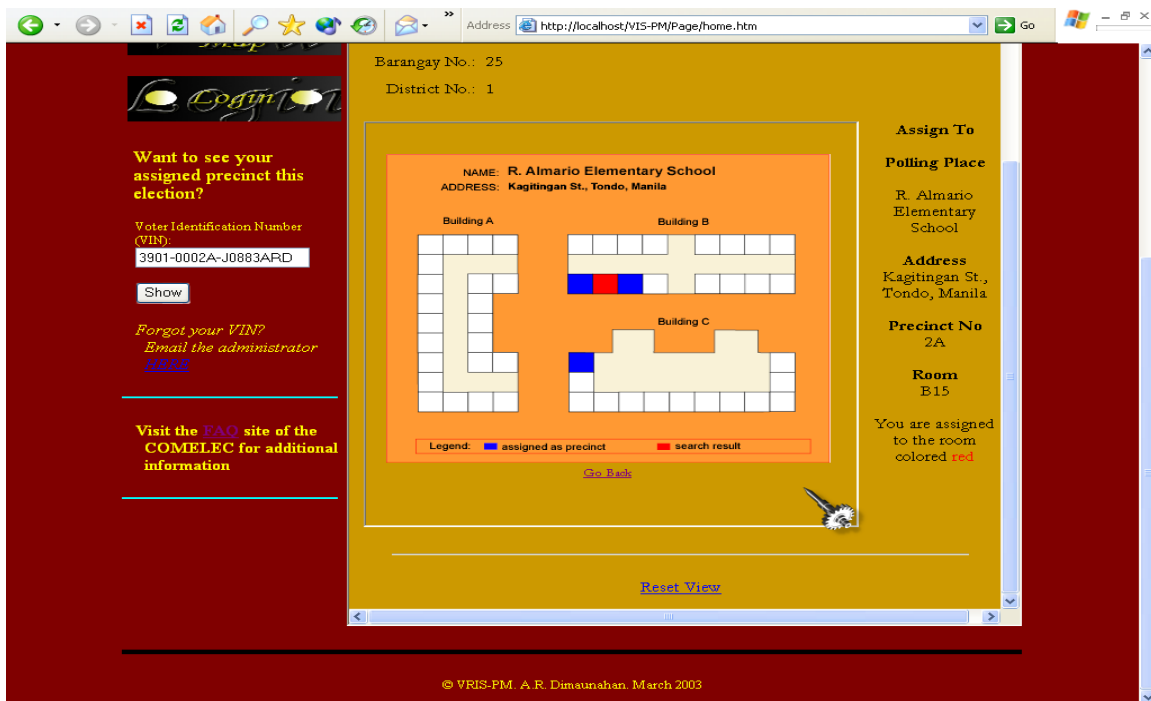 »
Address http://localhost/VIS-PM/Page/home.htm Go
Map
Login
Want to see your
assigned precinct this
election?
Voter Identification Number
(VIN):
3901-0002A-J0883ARD
Show
Forgot your VIN?
Email the administrator
HERE
Visit the FAQ site of the
COMELEC for additional
information
Barangay No.: 25
District No.: 1
NAME: R. Almario Elementary School
ADDRESS: Kagitingan St., Tondo, Manila
Building A
Building B
Building C
Legend: assigned as precinct search result
Go Back
Assign To
Polling Place
R. Almario
Elementary
School
Address
Kagitingan St.,
Tondo, Manila
Precinct No
2A
Room
B15
You are assigned
to the room
colored red
Reset View
© VRIS-PM. A.R. Dimaunahan. March 2003